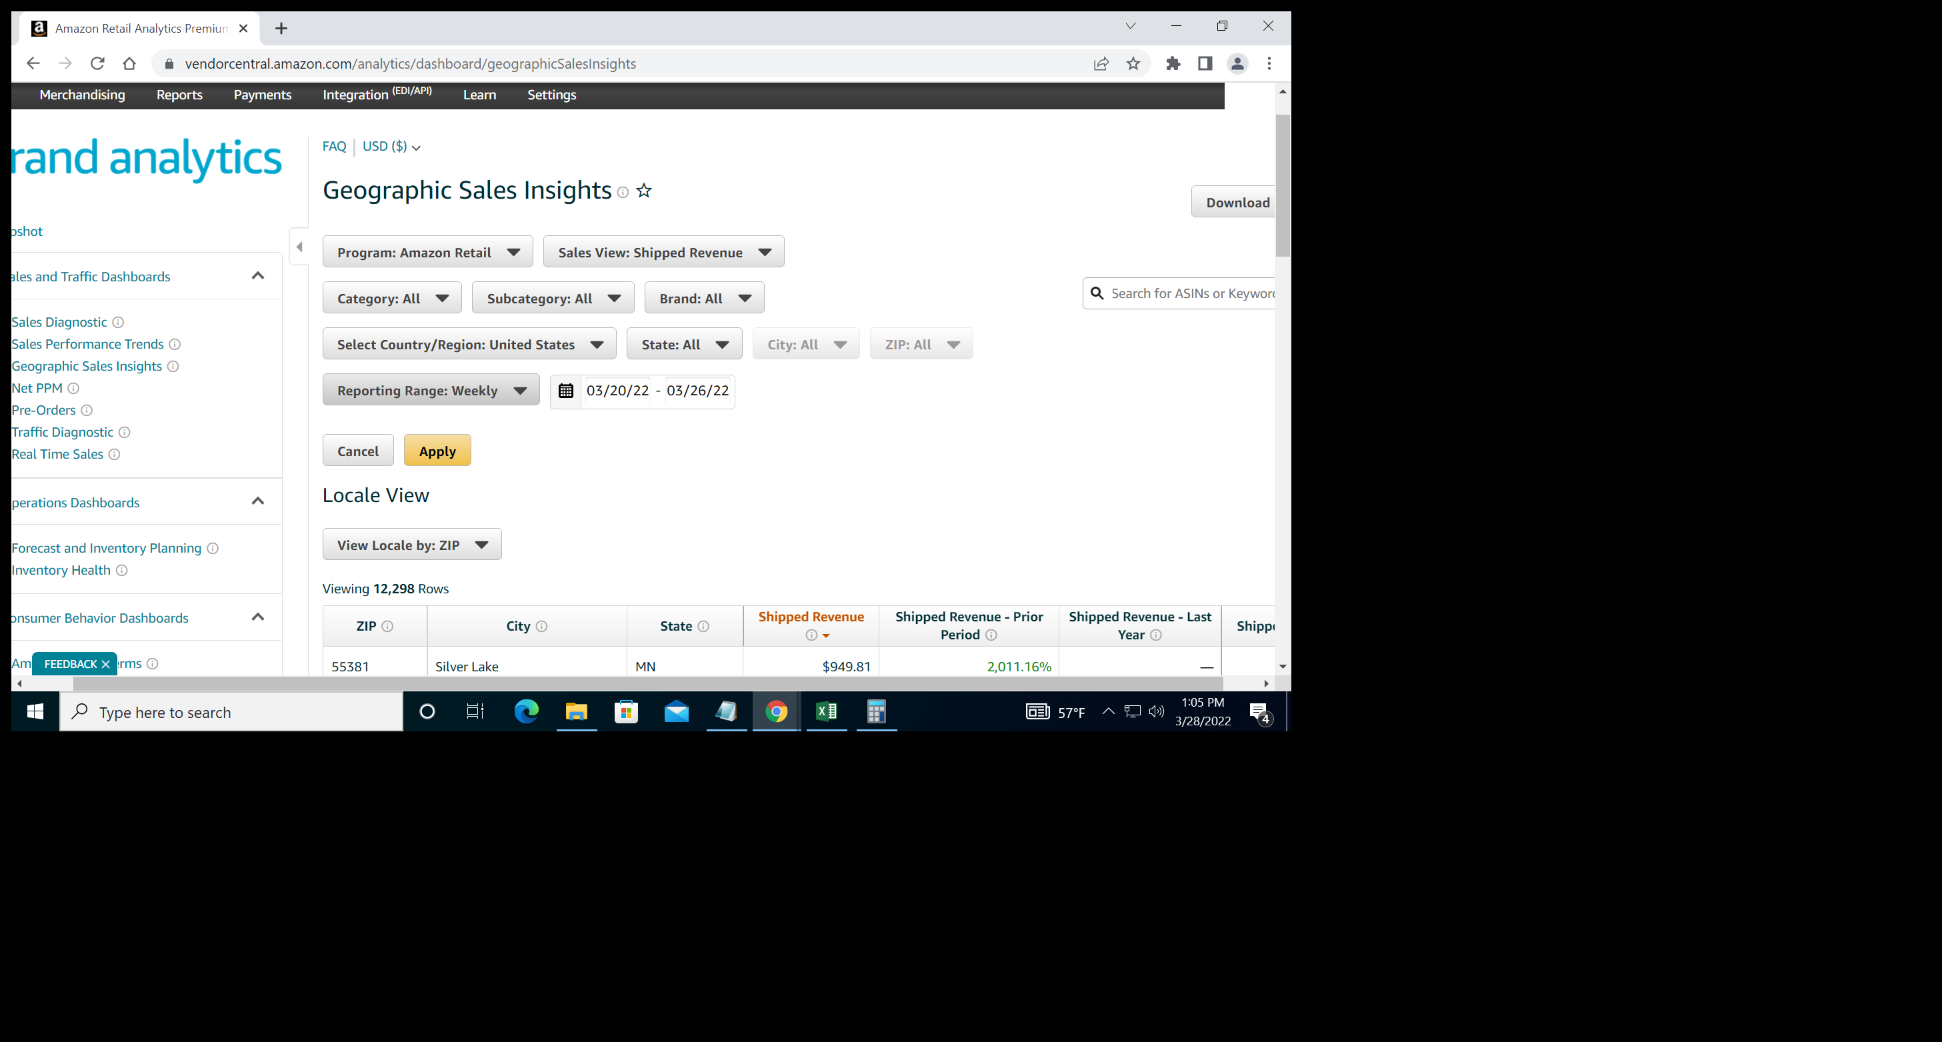 Amazon Retail Analytics Premium
vendorcentral.amazon.com/analytics/dashboard/geographicSalesInsights
Merchandising Reports Payments Integration (EDI/API) Learn Settings
rand analytics
FAQ USD ($)
Geographic Sales Insights
Download
pshot
Program: Amazon Retail Sales View: Shipped Revenue
ales and Traffic Dashboards
Category: All Subcategory: All Brand: All
Search for ASINs or Keywor
Sales Diagnostic
Sales Performance Trends
Geographic Sales Insights
Net PPM
Pre-Orders
Traffic Diagnostic
Real Time Sales
Select Country/Region: United States State: All City: All ZIP: All
Reporting Range: Weekly 03/20/22 - 03/26/22
Cancel Apply
Locale View
perations Dashboards
View Locale by: ZIP
Forecast and Inventory Planning
Inventory Health
Viewing 12,298 Rows
onsumer Behavior Dashboards
ZIP City State Shipped Revenue Shipped Revenue - Prior Period Shipped Revenue - Last Year Shippe
Am FEEDBACK × rms
55381 Silver Lake MN $949.81 2,011.16% —
Type here to search
57°F
1:05 PM
3/28/2022
4